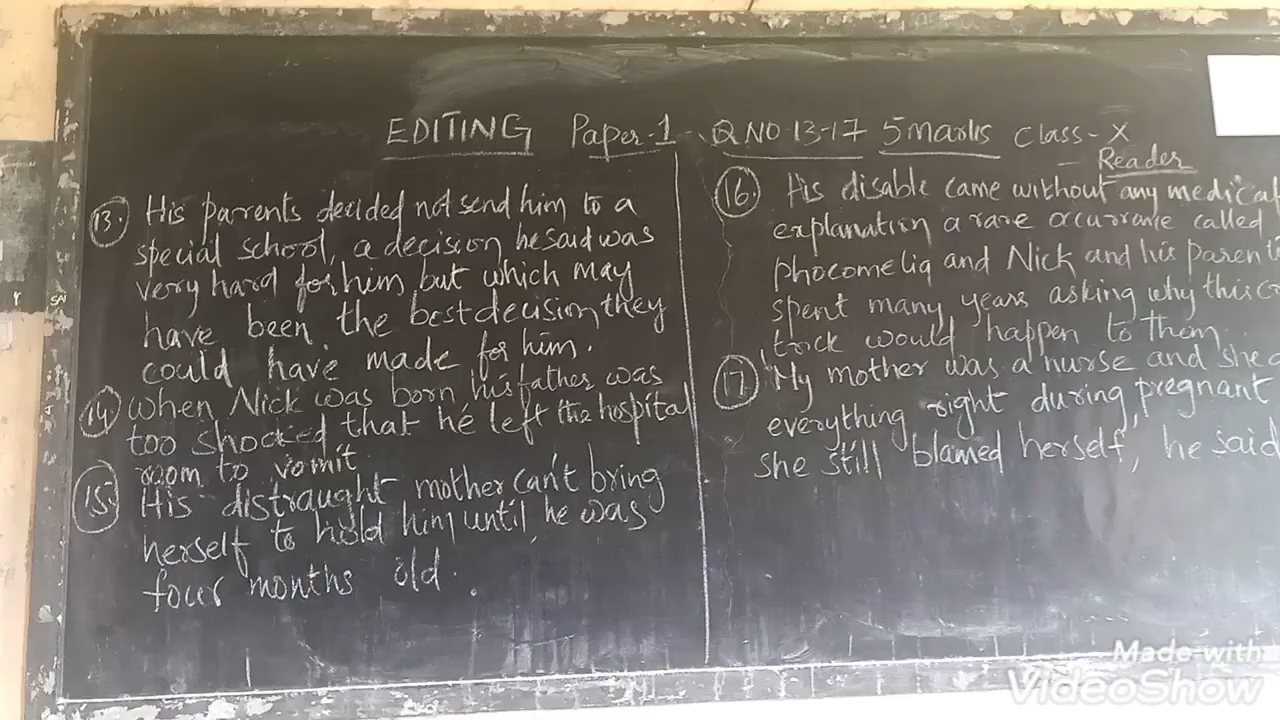 EDITING Paper-1 - Q NO 13-17 5 Marks Class - X
- Reader
13. His parents decided not send him to a
special school, a decision he said was
very hard for him but which may
have been the best decision they
could have made for him.
14 When Nick was born his father was
too shocked that he left the hospital
room to vomit.
15. His distraught mother can't bring
herself to hold him until he was
four months old.
16 His disable came without any medical
explanation a rare occurrance called
phocomelia and Nick and his parents
spent many years asking why this
trick would happen to them.
17 'My mother was a nurse and she
everything right during pregnant
she still blamed herself, he said
Made with
VideoShow